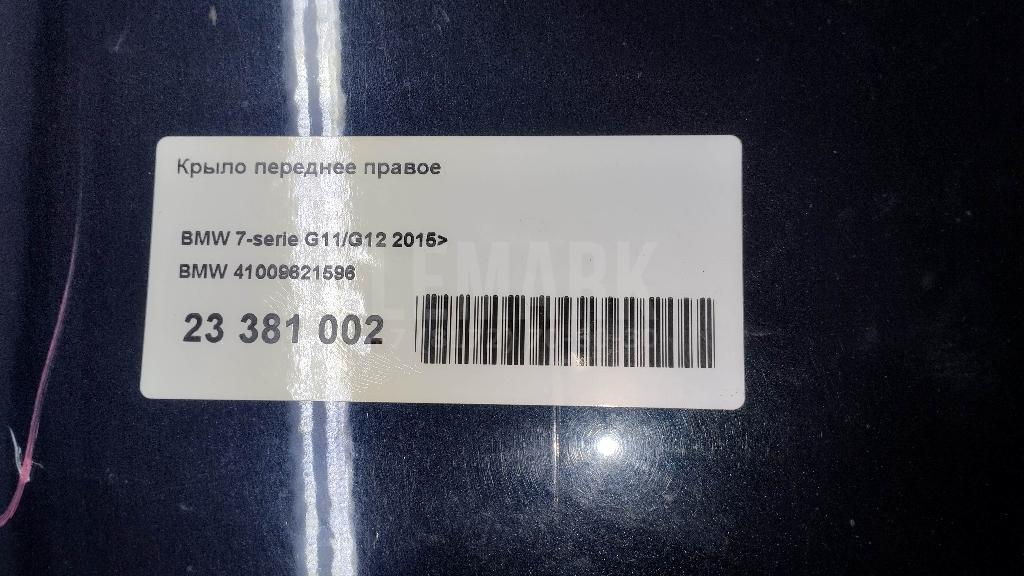 Крыло переднее правое
BMW 7-serie G11/G12 2015>
BMW 41009621596
23 381 002